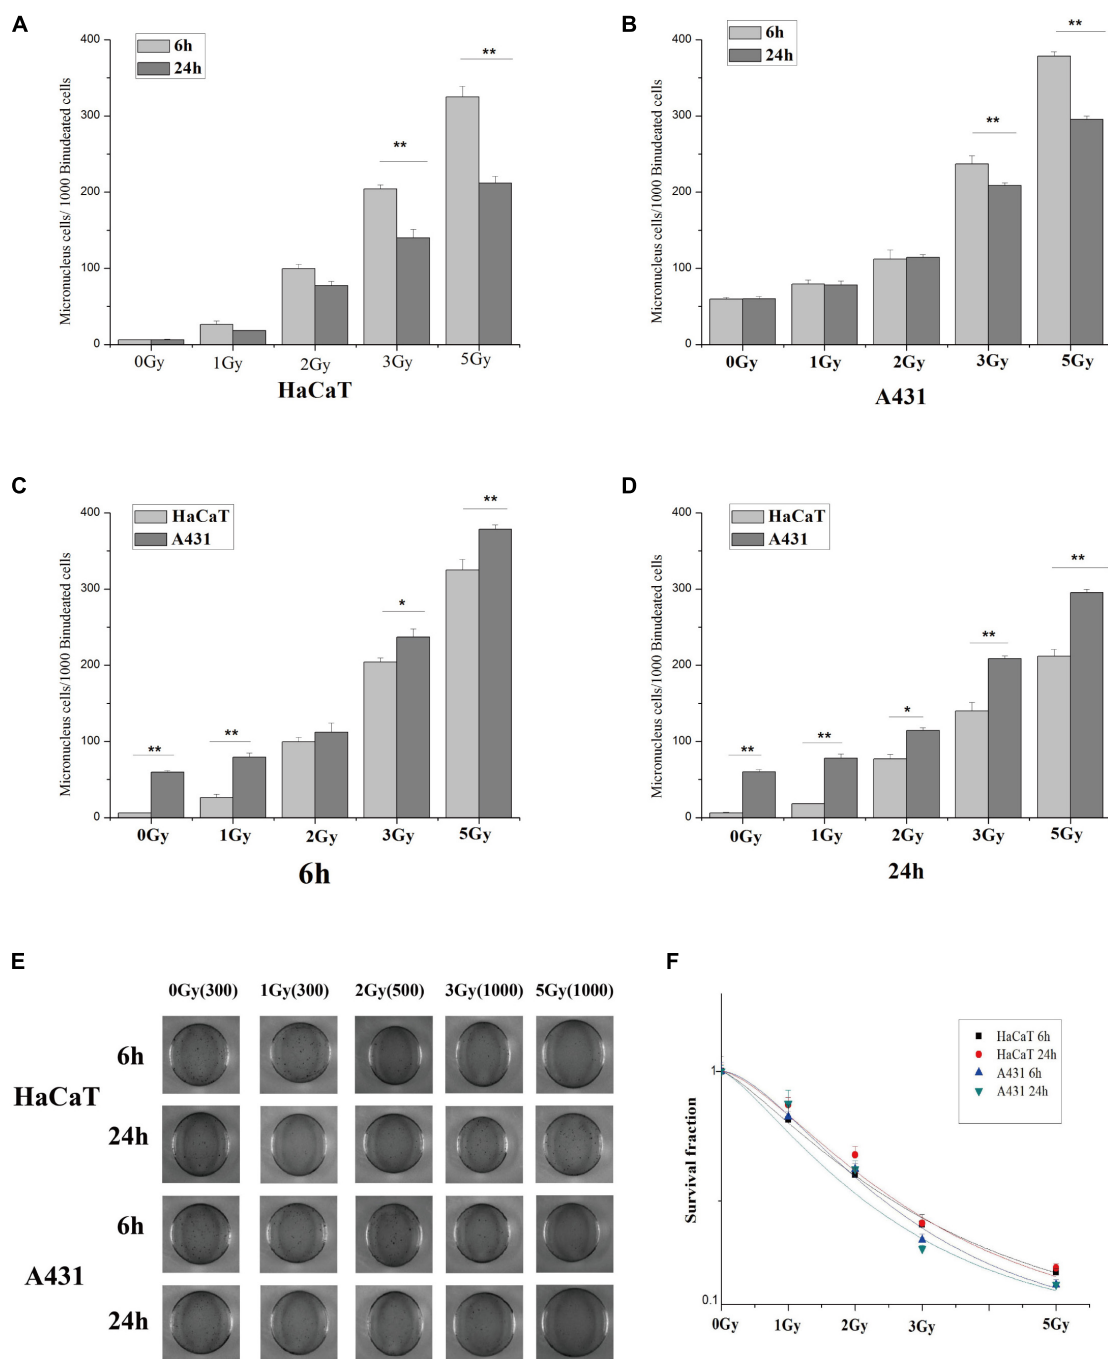 A
Micronucleus cells/ 1000 Binudeated cells
400
300
200
100
0
6h
24h
**
**
0Gy 1Gy 2Gy 3Gy 5Gy
HaCaT
B
Micronucleus cells/1000 Binudeated cells
400
300
200
100
0
6h
24h
**
**
0Gy 1Gy 2Gy 3Gy 5Gy
A431
C
Micronucleus cells/1000 Binudeated cells
400
300
200
100
0
HaCaT
A431
**
**
*
**
0Gy 1Gy 2Gy 3Gy 5Gy
6h
D
Micronucleus cells/1000 Binudeated cells
400
300
200
100
0
HaCaT
A431
**
**
*
**
**
0Gy 1Gy 2Gy 3Gy 5Gy
24h
E
0Gy(300) 1Gy(300) 2Gy(500) 3Gy(1000) 5Gy(1000)
HaCaT
6h
24h
A431
6h
24h
F
Survival fraction
1
0.1
HaCaT 6h
HaCaT 24h
A431 6h
A431 24h
0Gy 1Gy 2Gy 3Gy 5Gy